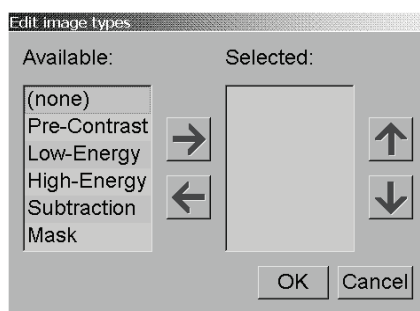 Edit image types
Available:
Selected:
(none)
Pre-Contrast
Low-Energy
High-Energy
Subtraction
Mask
OK
Cancel